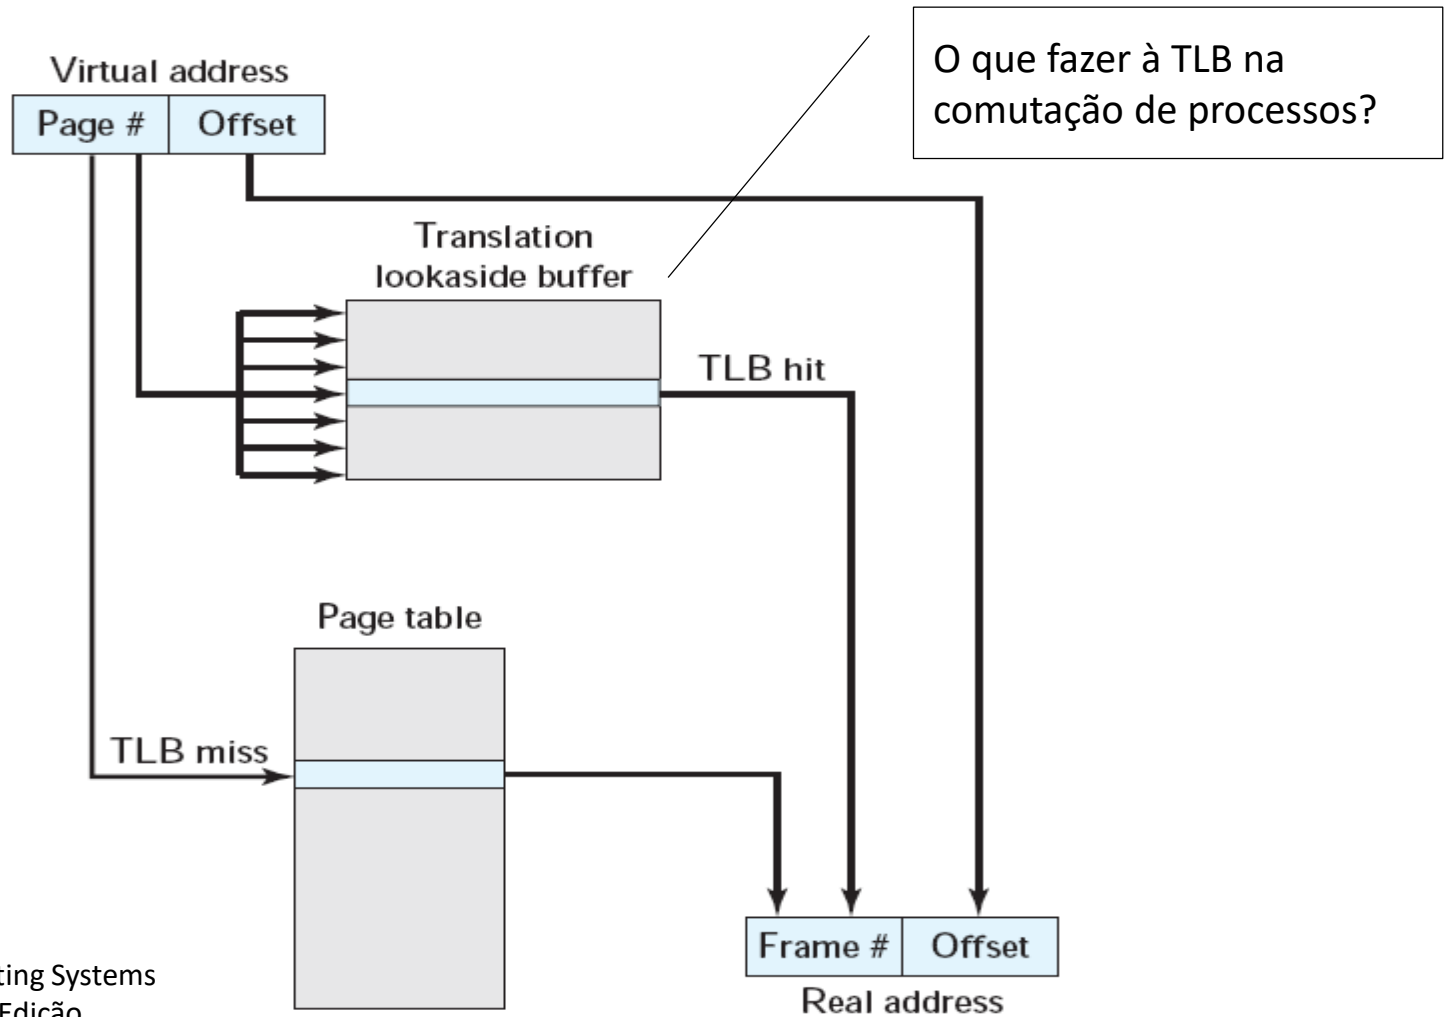 O que fazer à TLB na
comutação de processos?
Virtual address
Page #
Offset
Translation
lookaside buffer
TLB hit
Page table
TLB miss
Frame #
Offset
Real address
ting Systems
Edição